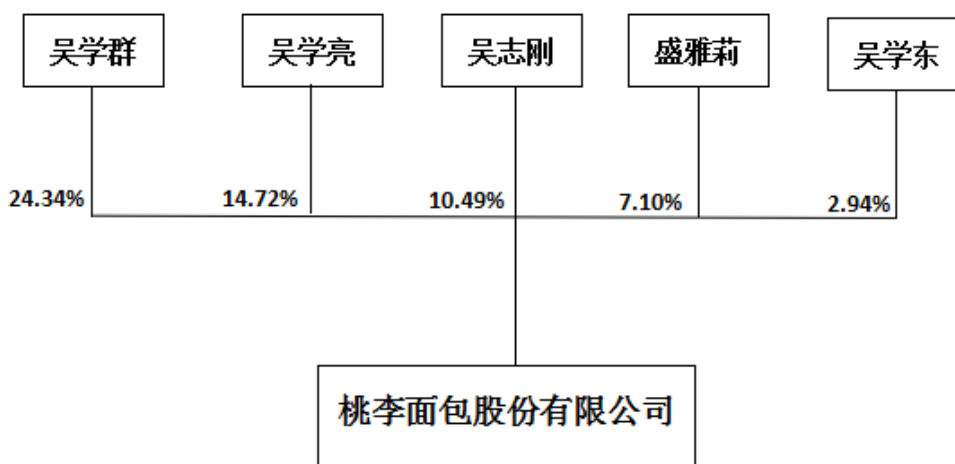 吴学群
吴学亮
吴志刚
盛雅莉
吴学东
24.34%
14.72%
10.49%
7.10%
2.94%
桃李面包股份有限公司